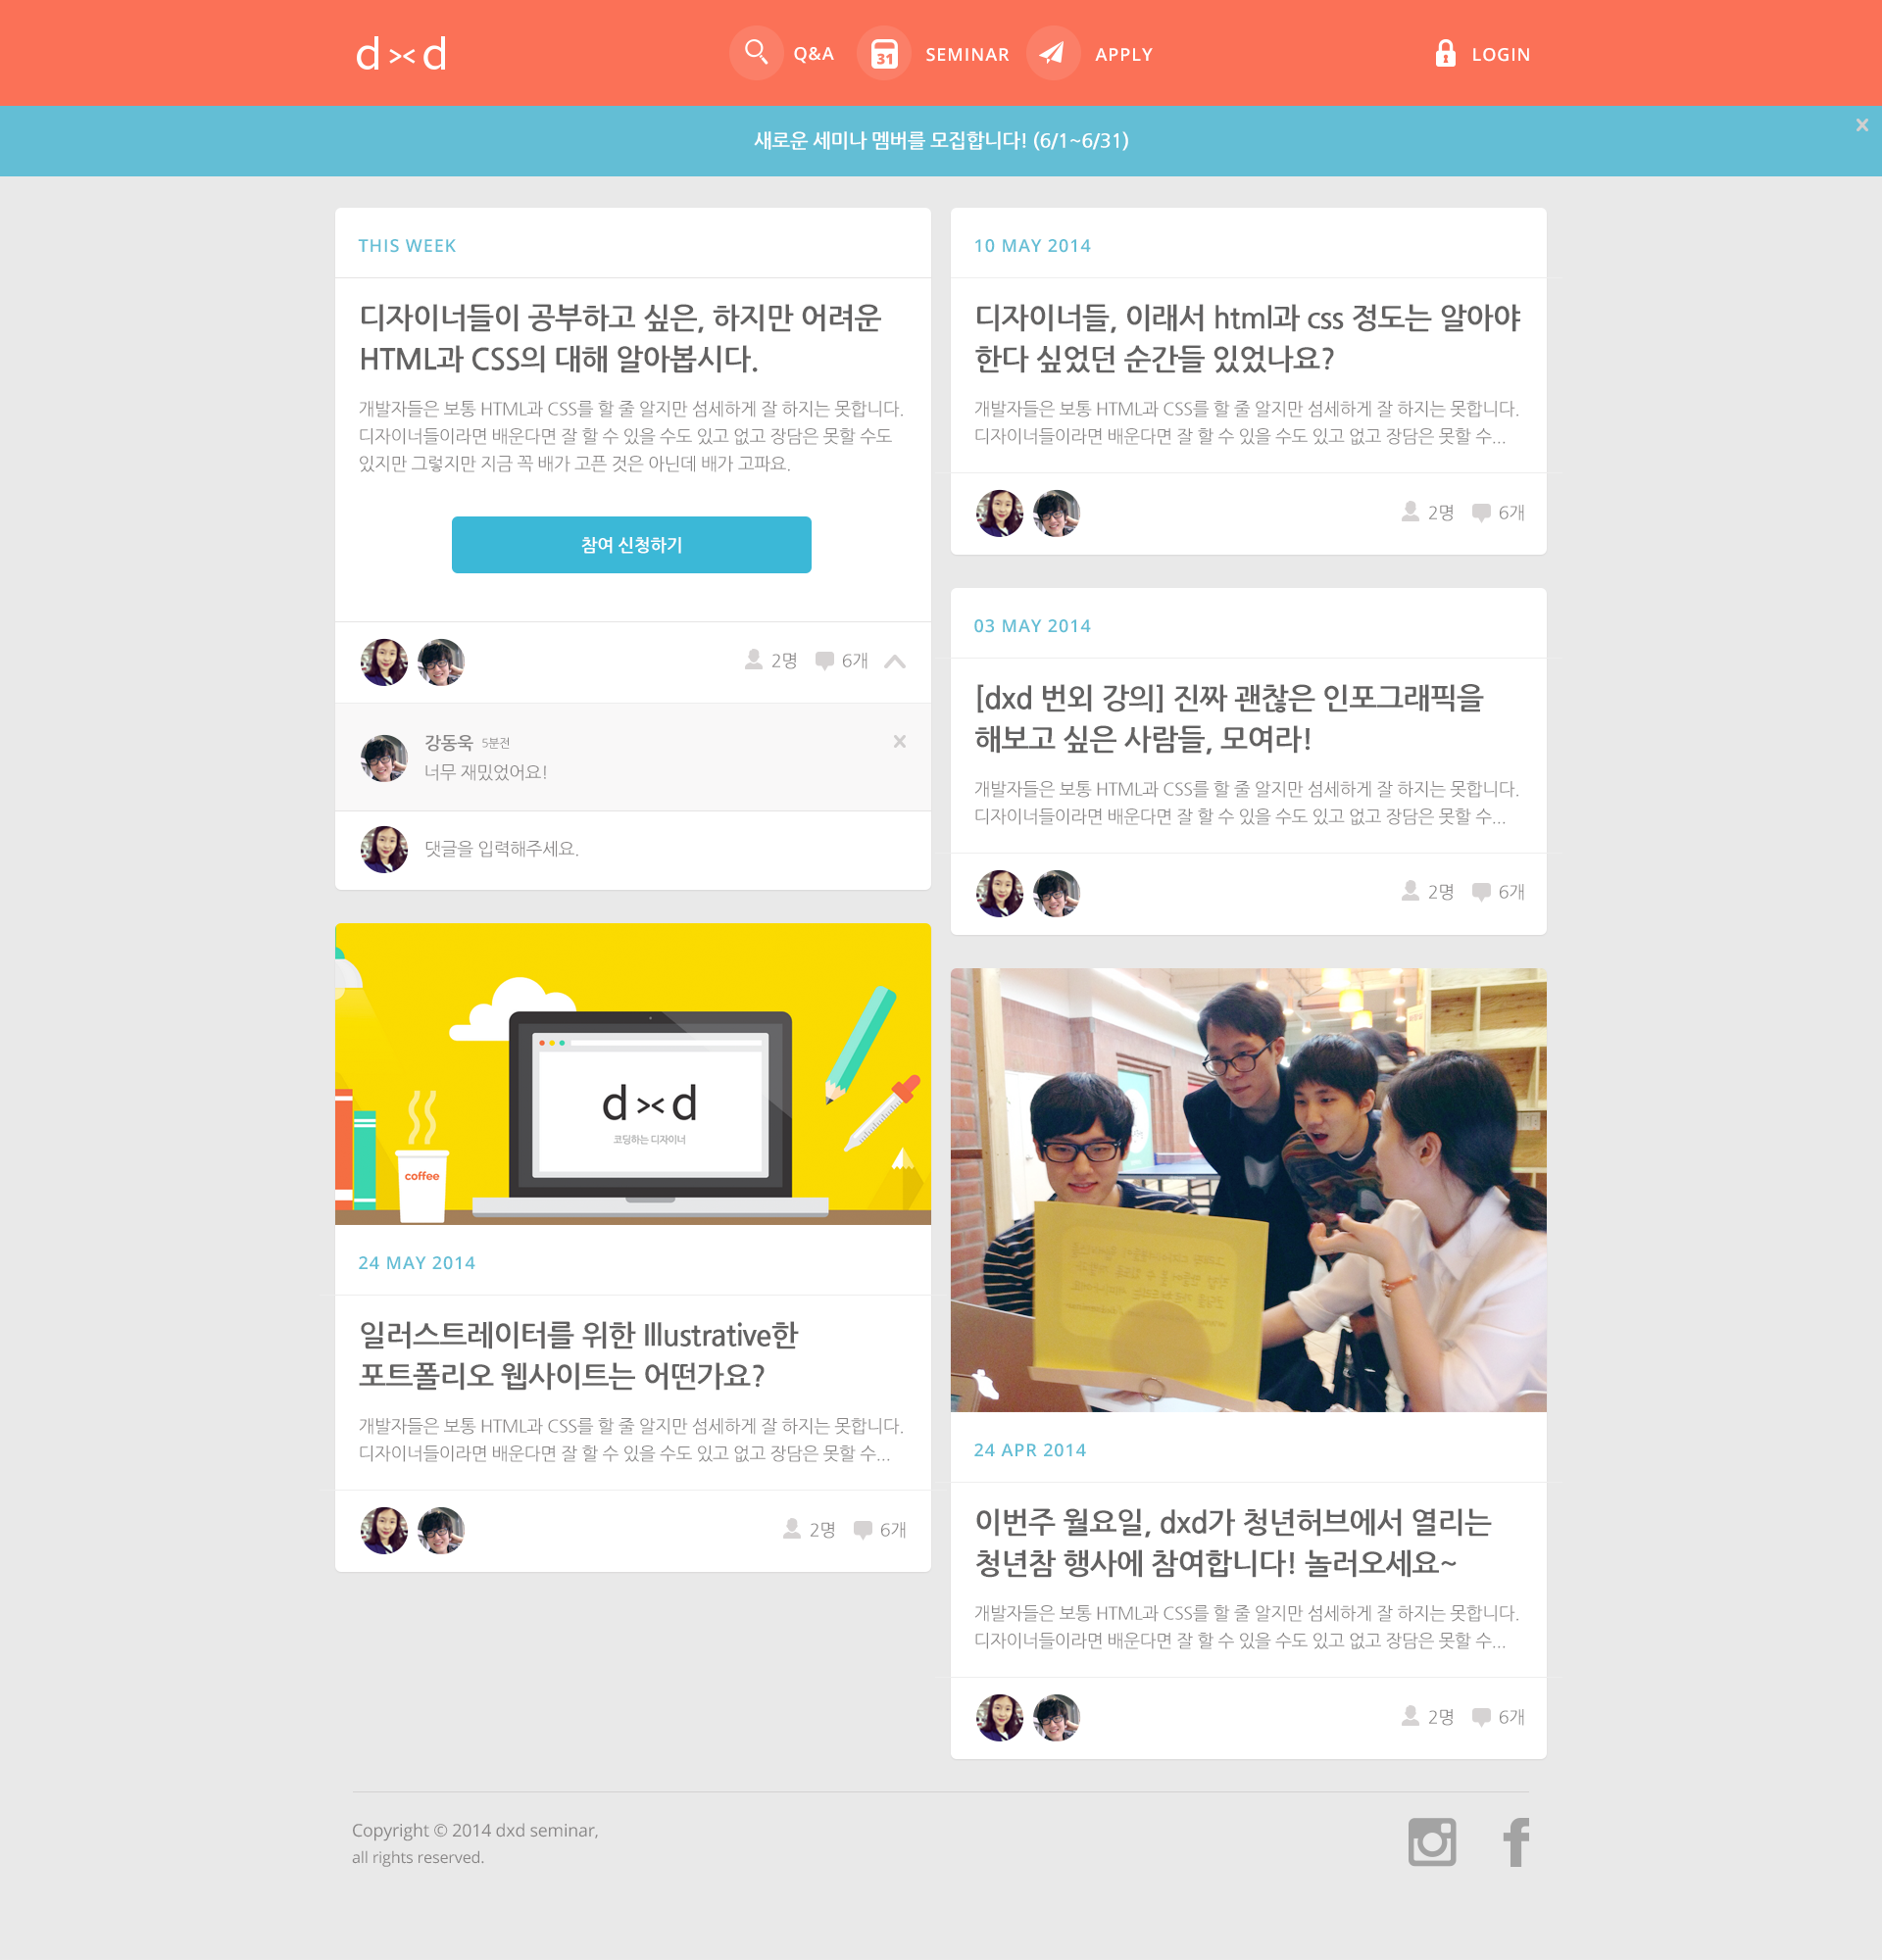 d><d
Q&A
31
SEMINAR
APPLY
LOGIN
새로운 세미나 멤버를 모집합니다! (6/1~6/31)
THIS WEEK
디자이너들이 공부하고 싶은, 하지만 어려운
HTML과 CSS의 대해 알아봅시다.
개발자들은 보통 HTML과 CSS를 할 줄 알지만 섬세하게 잘 하지는 못합니다.
디자이너들이라면 배운다면 잘 할 수 있을 수도 있고 없고 장담은 못할 수도
있지만 그렇지만 지금 꼭 배가 고픈 것은 아닌데 배가 고파요.
참여 신청하기
2명
6개
강동욱 5분전
너무 재밌었어요!
댓글을 입력해주세요.
d><d
코딩하는 디자이너
coffee
24 MAY 2014
일러스트레이터를 위한 Illustrative한
포트폴리오 웹사이트는 어떤가요?
개발자들은 보통 HTML과 CSS를 할 줄 알지만 섬세하게 잘 하지는 못합니다.
디자이너들이라면 배운다면 잘 할 수 있을 수도 있고 없고 장담은 못할 수...
2명
6개
10 MAY 2014
디자이너들, 이래서 html과 css 정도는 알아야
한다 싶었던 순간들 있었나요?
개발자들은 보통 HTML과 CSS를 할 줄 알지만 섬세하게 잘 하지는 못합니다.
디자이너들이라면 배운다면 잘 할 수 있을 수도 있고 없고 장담은 못할 수...
2명
6개
03 MAY 2014
[dxd 번외 강의] 진짜 괜찮은 인포그래픽을
해보고 싶은 사람들, 모여라!
개발자들은 보통 HTML과 CSS를 할 줄 알지만 섬세하게 잘 하지는 못합니다.
디자이너들이라면 배운다면 잘 할 수 있을 수도 있고 없고 장담은 못할 수...
2명
6개
24 APR 2014
이번주 월요일, dxd가 청년허브에서 열리는
청년참 행사에 참여합니다! 놀러오세요~
개발자들은 보통 HTML과 CSS를 할 줄 알지만 섬세하게 잘 하지는 못합니다.
디자이너들이라면 배운다면 잘 할 수 있을 수도 있고 없고 장담은 못할 수...
2명
6개
Copyright © 2014 dxd seminar,
all rights reserved.